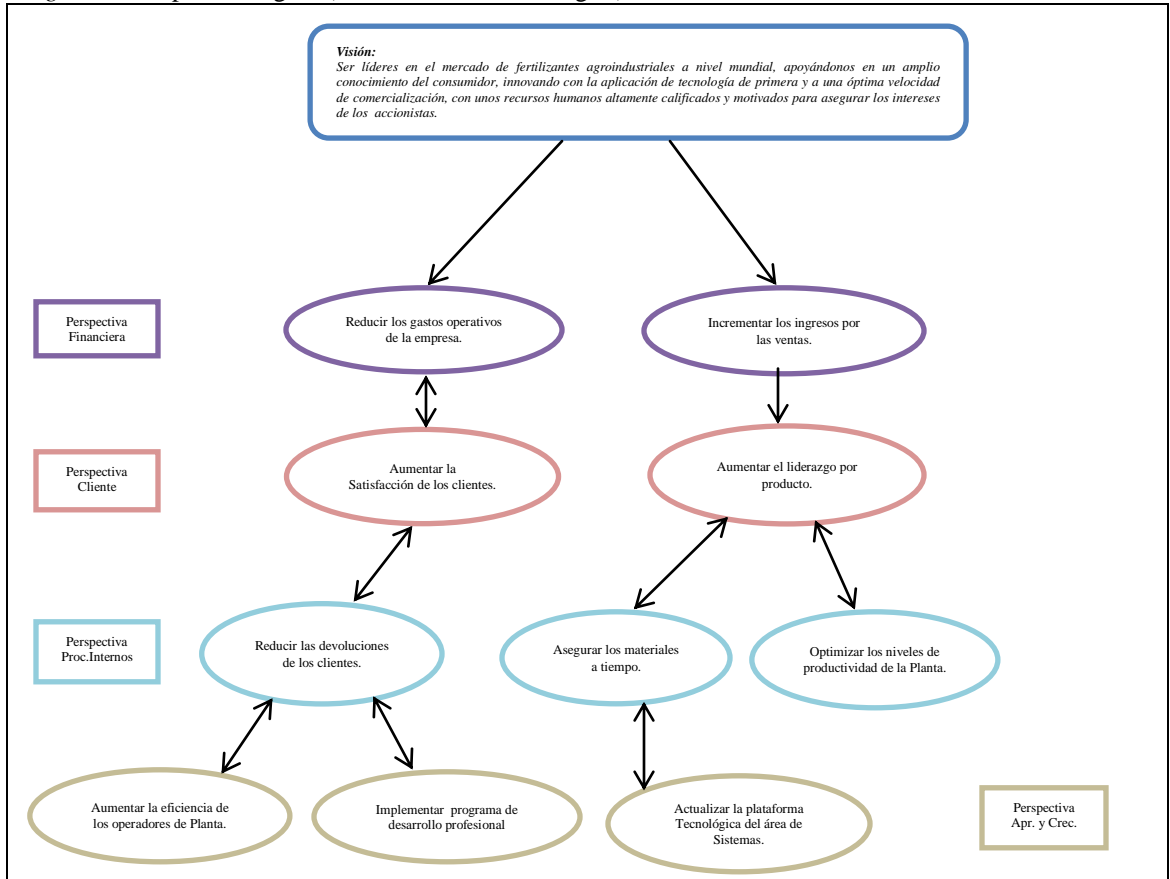 Visión:
Ser líderes en el mercado de fertilizantes agroindustriales a nivel mundial, apoyándonos en un amplio
conocimiento del consumidor, innovando con la aplicación de tecnología de primera y a una óptima velocidad
de comercialización, con unos recursos humanos altamente calificados y motivados para asegurar los intereses
de los accionistas.
Perspectiva
Financiera
Reducir los gastos operativos
de la empresa.
Incrementar los ingresos por
las ventas.
Perspectiva
Cliente
Aumentar la
Satisfacción de los clientes.
Aumentar el liderazgo por
producto.
Perspectiva
Proc.Internos
Reducir las devoluciones
de los clientes.
Asegurar los materiales
a tiempo.
Optimizar los niveles de
productividad de la Planta.
Aumentar la eficiencia de
los operadores de Planta.
Implementar programa de
desarrollo profesional
Actualizar la plataforma
Tecnológica del área de
Sistemas.
Perspectiva
Apr. y Crec.